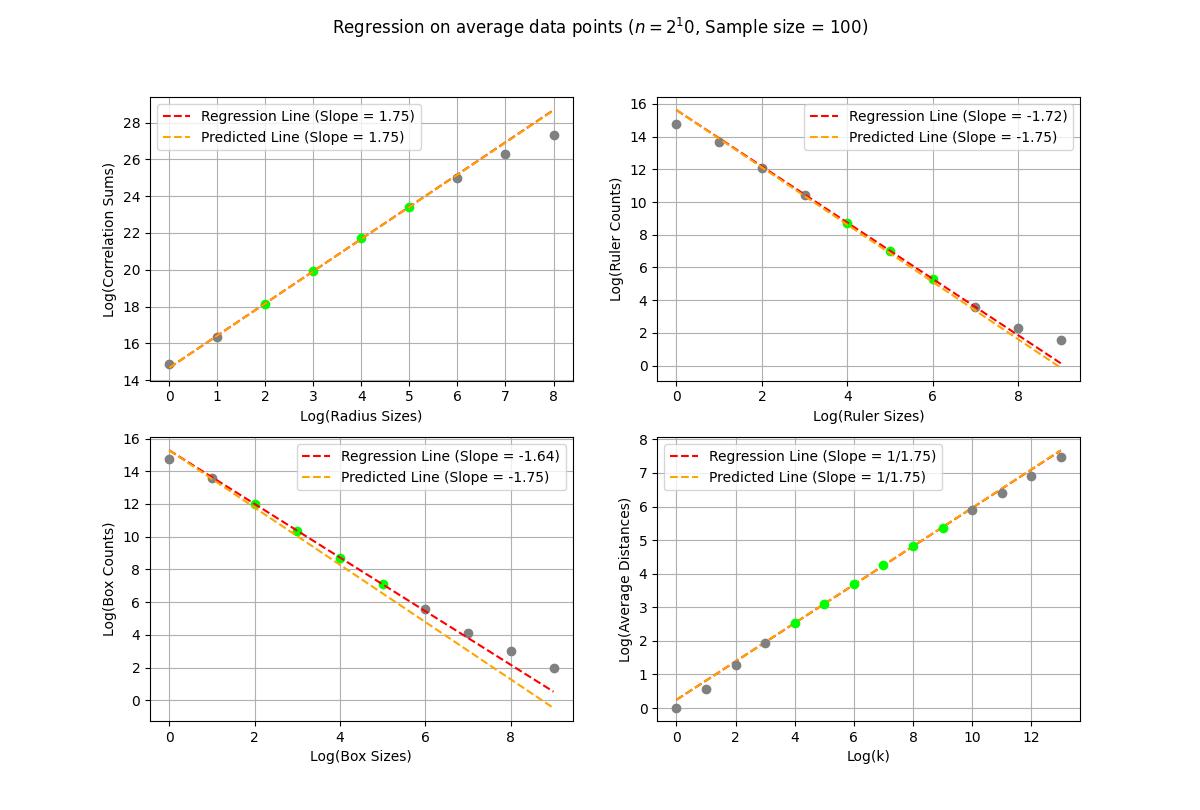 Regression on average data points (n = 2¹0, Sample size = 100)
Regression Line (Slope = 1.75)
Predicted Line (Slope = 1.75)
Log(Correlation Sums)
28
26
24
22
20
18
16
14
0 1 2 3 4 5 6 7 8
Log(Radius Sizes)
Regression Line (Slope = -1.72)
Predicted Line (Slope = -1.75)
Log(Ruler Counts)
16
14
12
10
8
6
4
2
0
0 2 4 6 8
Log(Ruler Sizes)
Regression Line (Slope = -1.64)
Predicted Line (Slope = -1.75)
Log(Box Counts)
16
14
12
10
8
6
4
2
0
0 2 4 6 8
Log(Box Sizes)
Regression Line (Slope = 1/1.75)
Predicted Line (Slope = 1/1.75)
Log(Average Distances)
8
7
6
5
4
3
2
1
0
0 2 4 6 8 10 12
Log(k)